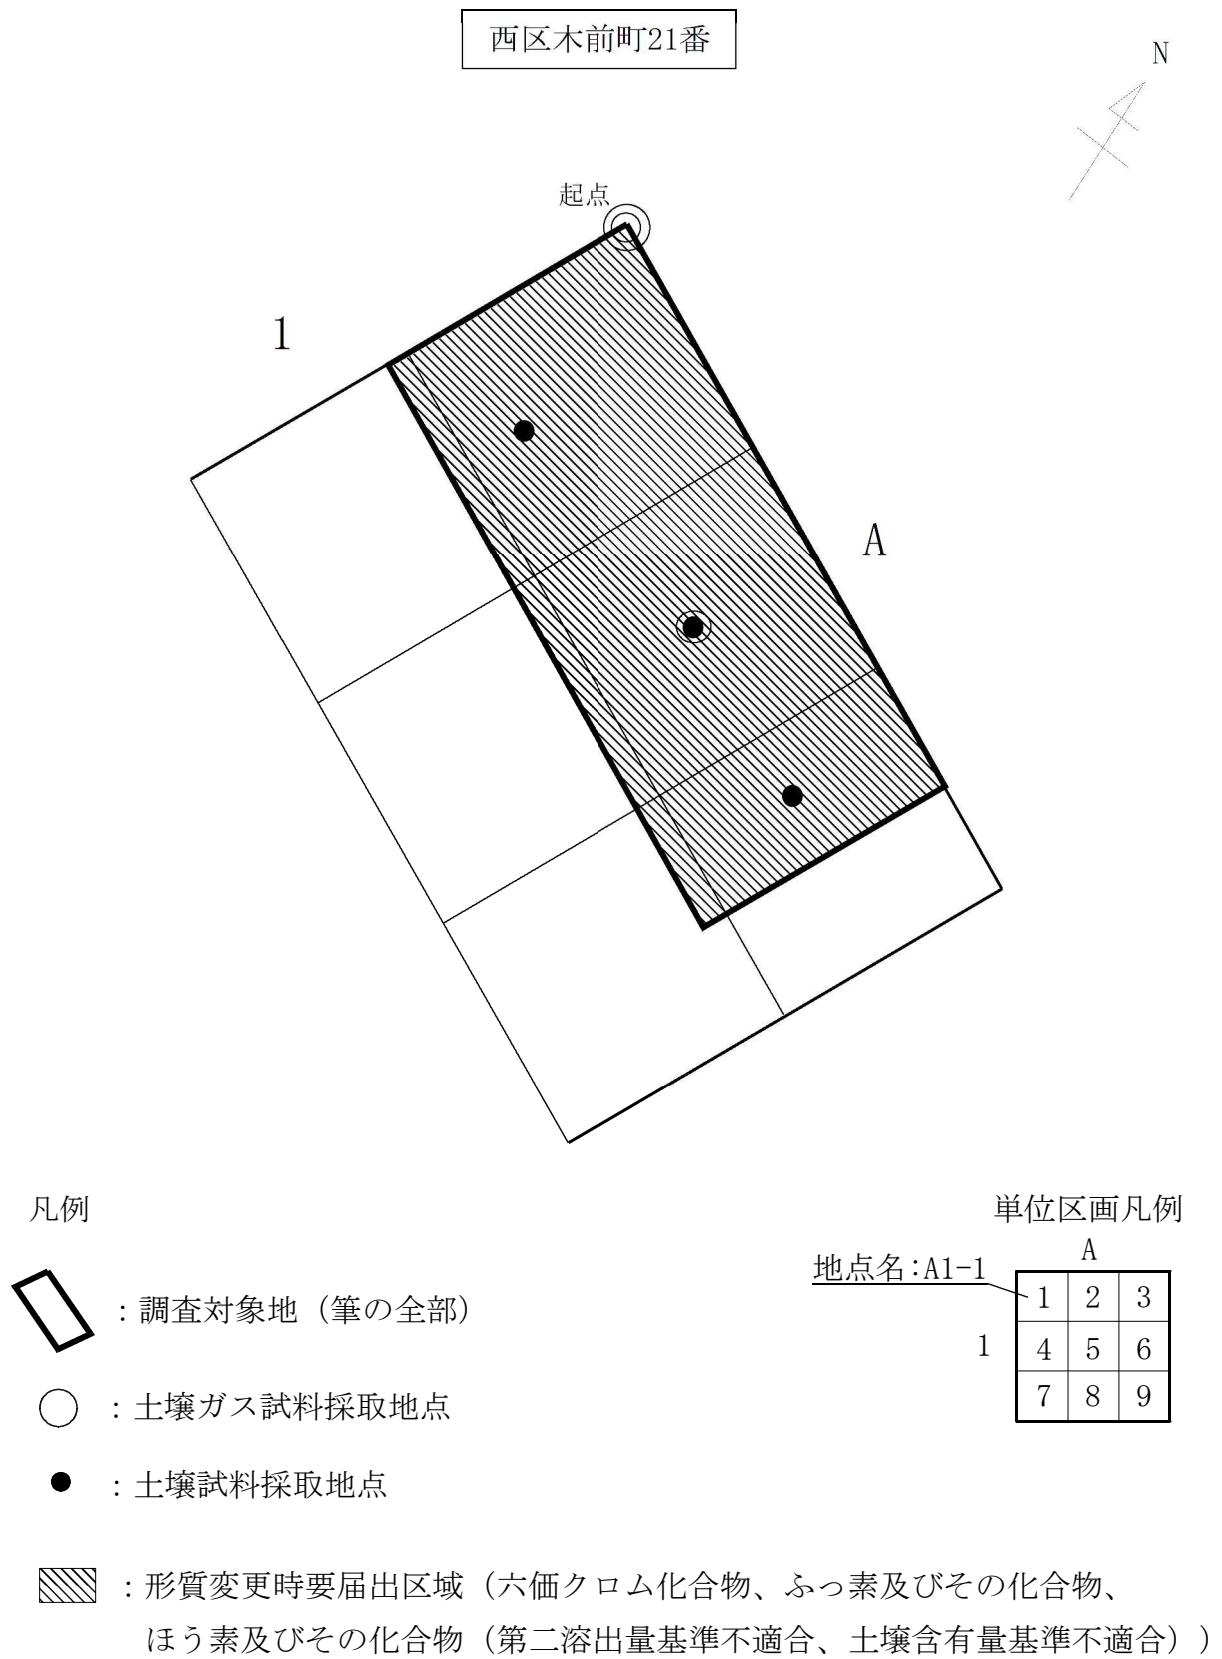 西区木前町21番
N
起点
1
A
凡例
単位区画凡例
A
地点名:A1-1
1 2 3
:調査対象地（筆の全部）
1
4 5 6
7 8 9
:土壌ガス試料採取地点
:土壌試料採取地点
:形質変更時要届出区域（六価クロム化合物、ふっ素及びその化合物、
ほう素及びその化合物（第二溶出量基準不適合、土壌含有量基準不適合））